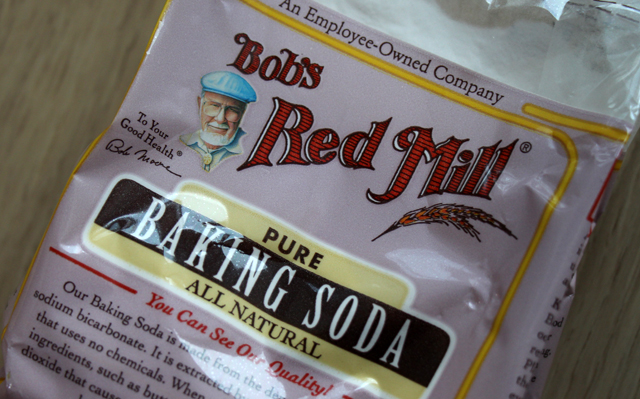 An Employee-Owned Company
Bob's
Red Mill®
To Your
Good Health®
Bob Moore
PURE
BAKING SODA
ALL NATURAL
You Can See Our Quality!
Our Baking Soda is made from the
sodium bicarbonate. It is extracted
that uses no chemicals. When
ingredients, such as
dioxide that